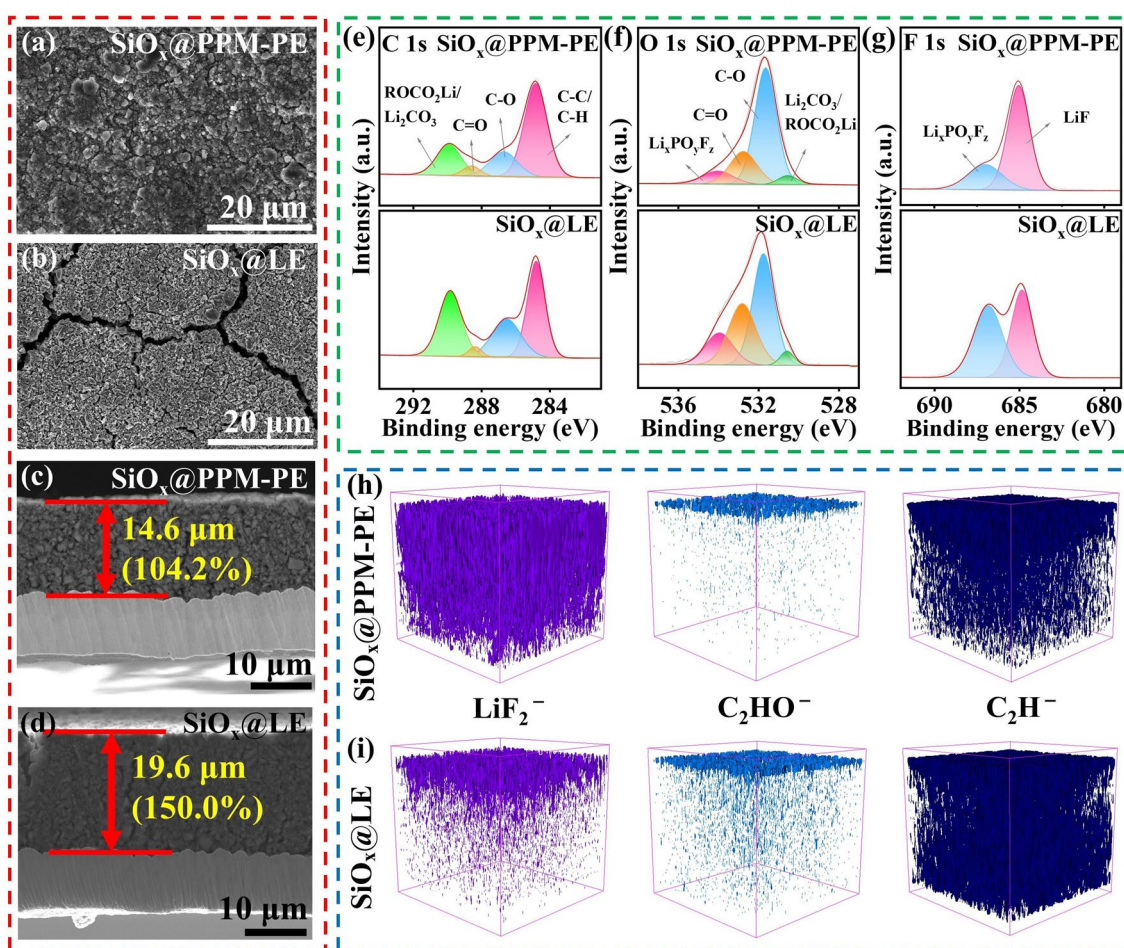 (a) SiOₓ@PPM-PE
20 μm
(b) SiOₓ@LE
20 μm
(c) SiOₓ@PPM-PE
14.6 μm
(104.2%)
10 μm
(d) SiOₓ@LE
19.6 μm
(150.0%)
10 μm
(e) C 1s SiOₓ@PPM-PE
ROCO₂Li/
Li₂CO₃
C=O
C-O
C-C/
C-H
SiOₓ@LE
Intensity (a.u.)
292 288 284
Binding energy (eV)
(f) O 1s SiOₓ@PPM-PE
C-O
C=O
LiₓPOᵧF𝓏
Li₂CO₃/
ROCO₂Li
SiOₓ@LE
Intensity (a.u.)
536 532 528
Binding energy (eV)
(g) F 1s SiOₓ@PPM-PE
LiₓPOᵧF𝓏
LiF
SiOₓ@LE
Intensity (a.u.)
690 685 680
Binding energy (eV)
(h)
SiOₓ@PPM-PE
LiF₂⁻ C₂HO⁻ C₂H⁻
(i)
SiOₓ@LE